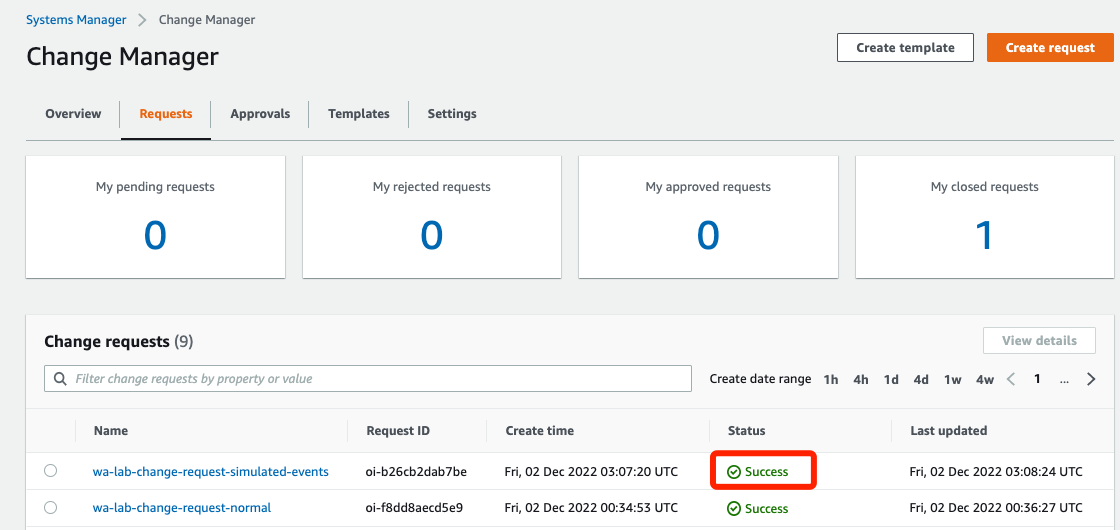 Systems Manager > Change Manager
Change Manager
Create template
Create request
Overview
Requests
Approvals
Templates
Settings
My pending requests
0
My rejected requests
0
My approved requests
0
My closed requests
1
Change requests (9)
View details
Filter change requests by property or value
Create date range 1h 4h 1d 4d 1w 4w < 1 ... >
Name Request ID Create time Status Last updated
wa-lab-change-request-simulated-events oi-b26cb2dab7be Fri, 02 Dec 2022 03:07:20 UTC Success Fri, 02 Dec 2022 03:08:24 UTC
wa-lab-change-request-normal oi-f8dd8aecd5e9 Fri, 02 Dec 2022 00:34:53 UTC Success Fri, 02 Dec 2022 00:36:27 UTC